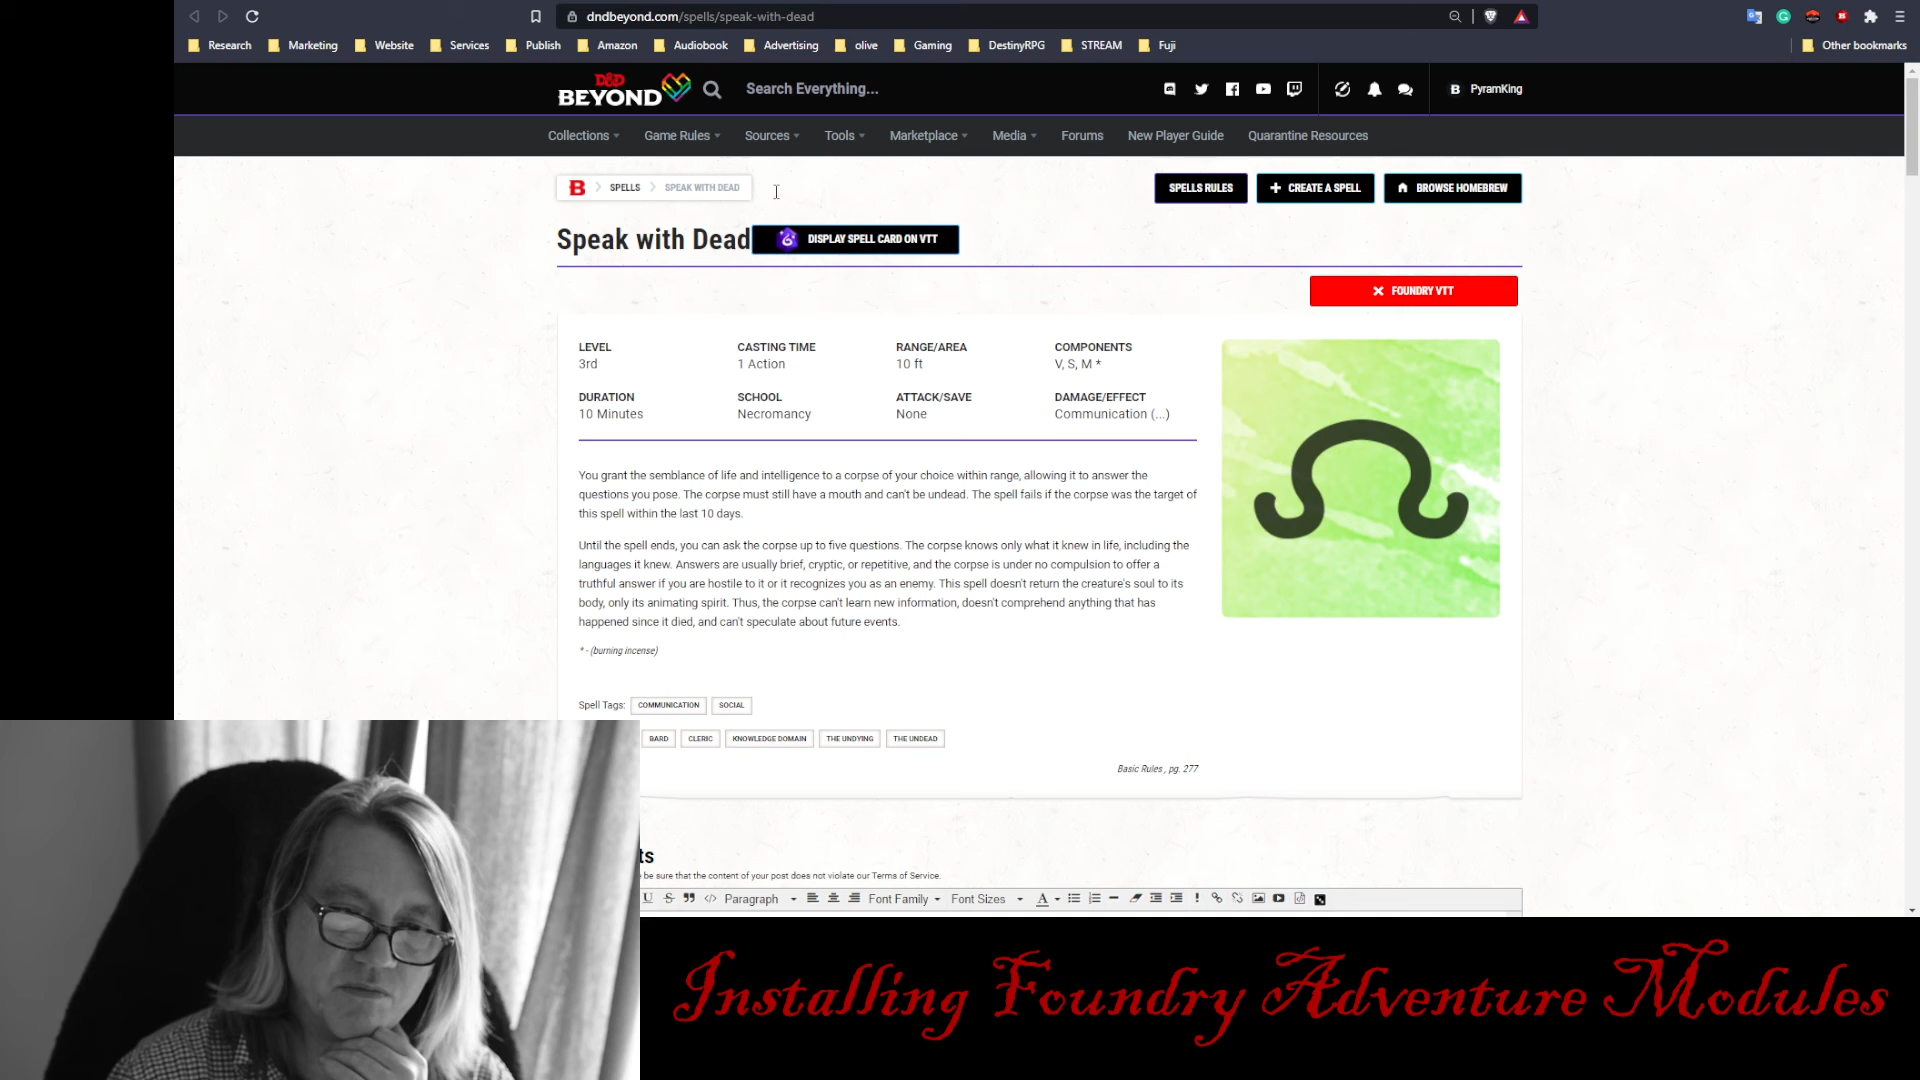 dndbeyond.com/spells/speak-with-dead
Research Marketing Website Services Publish Amazon Audiobook Advertising olive Gaming DestinyRPG STREAM Fuji Other bookmarks
D&D BEYOND Search Everything... PyramKing
Collections Game Rules Sources Tools Marketplace Media Forums New Player Guide Quarantine Resources
SPELLS SPEAK WITH DEAD SPELLS RULES CREATE A SPELL BROWSE HOMEBREW
Speak with Dead DISPLAY SPELL CARD ON VTT
FOUNDRY VTT
LEVEL CASTING TIME RANGE/AREA COMPONENTS
3rd 1 Action 10 ft V, S, M *
DURATION SCHOOL ATTACK/SAVE DAMAGE/EFFECT
10 Minutes Necromancy None Communication (...)
You grant the semblance of life and intelligence to a corpse of your choice within range, allowing it to answer the
questions you pose. The corpse must still have a mouth and can't be undead. The spell fails if the corpse was the target of
this spell within the last 10 days.
Until the spell ends, you can ask the corpse up to five questions. The corpse knows only what it knew in life, including the
languages it knew. Answers are usually brief, cryptic, or repetitive, and the corpse is under no compulsion to offer a
truthful answer if you are hostile to it or it recognizes you as an enemy. This spell doesn't return the creature's soul to its
body, only its animating spirit. Thus, the corpse can't learn new information, doesn't comprehend anything that has
happened since it died, and can't speculate about future events.
* - (burning incense)
Spell Tags: COMMUNICATION SOCIAL
BARD CLERIC KNOWLEDGE DOMAIN THE UNDYING THE UNDEAD
Basic Rules , pg. 277
ts
be sure that the content of your post does not violate our Terms of Service.
Paragraph Font Family Font Sizes
Installing Foundry Adventure Modules